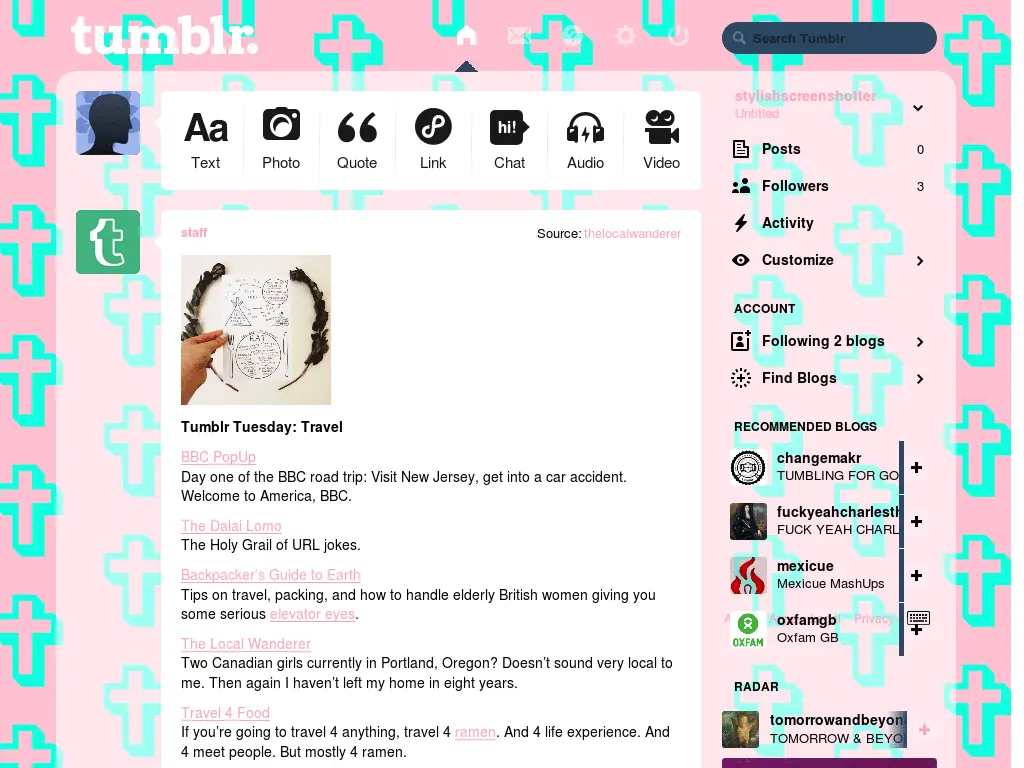 tumblr.
Search Tumblr
Aa
hi!
Text
Photo
Quote
Link
Chat
Audio
Video
t
staff
Source: thelocalwanderer
EAT
Tumblr Tuesday: Travel
BBC PopUp
Day one of the BBC road trip: Visit New Jersey, get into a car accident.
Welcome to America, BBC.
The Dalai Lomo
The Holy Grail of URL jokes.
Backpacker's Guide to Earth
Tips on travel, packing, and how to handle elderly British women giving you
some serious elevator eyes.
The Local Wanderer
Two Canadian girls currently in Portland, Oregon? Doesn't sound very local to
me. Then again I haven't left my home in eight years.
Travel 4 Food
If you're going to travel 4 anything, travel 4 ramen. And 4 life experience. And
4 meet people. But mostly 4 ramen.
stylishscreenshotter
Untitled
Posts 0
Followers 3
Activity
Customize
ACCOUNT
Following 2 blogs
Find Blogs
RECOMMENDED BLOGS
changemakr
TUMBLING FOR GO
fuckyeahcharlesth
FUCK YEAH CHARL
mexicue
Mexicue MashUps
Privacy
oxfamgb
Oxfam GB
OXFAM
RADAR
tomorrowandbeyon
TOMORROW & BEYO